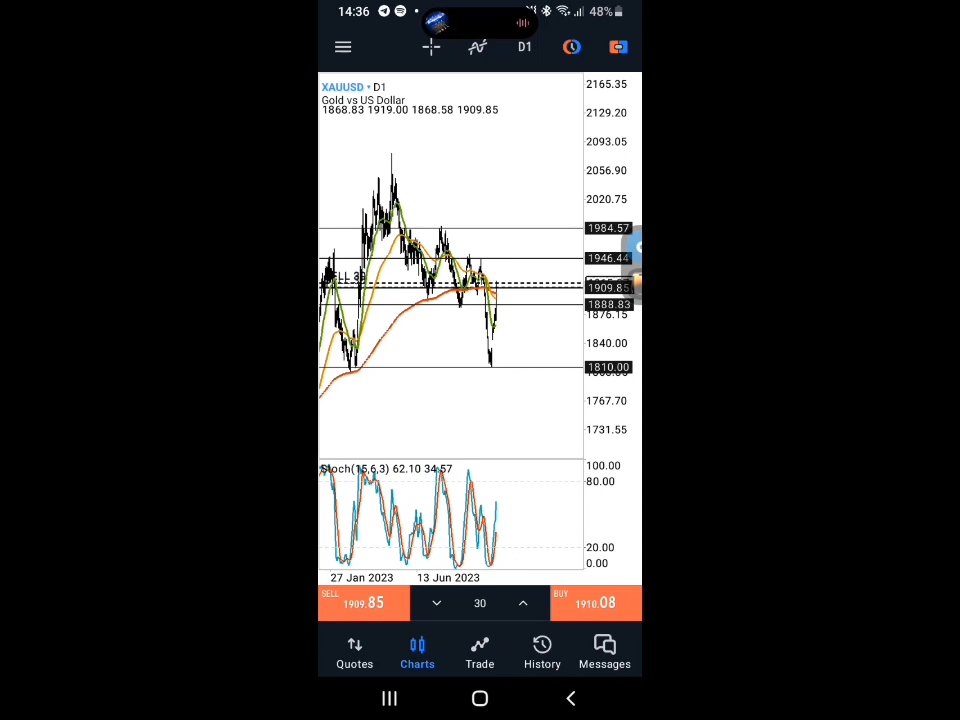 14:36
48%
D1
XAUUSD D1
Gold vs US Dollar
1868.83 1919.00 1868.58 1909.85
2165.35
2129.20
2093.05
2056.90
2020.75
1984.57
1946.44
1909.85
1888.83
1876.15
1840.00
1810.00
1767.70
1731.55
Stoch(15,6,3) 62.10 34.57
100.00
80.00
20.00
0.00
27 Jan 2023 13 Jun 2023
SELL
1909.85
30
BUY
1910.08
Quotes Charts Trade History Messages